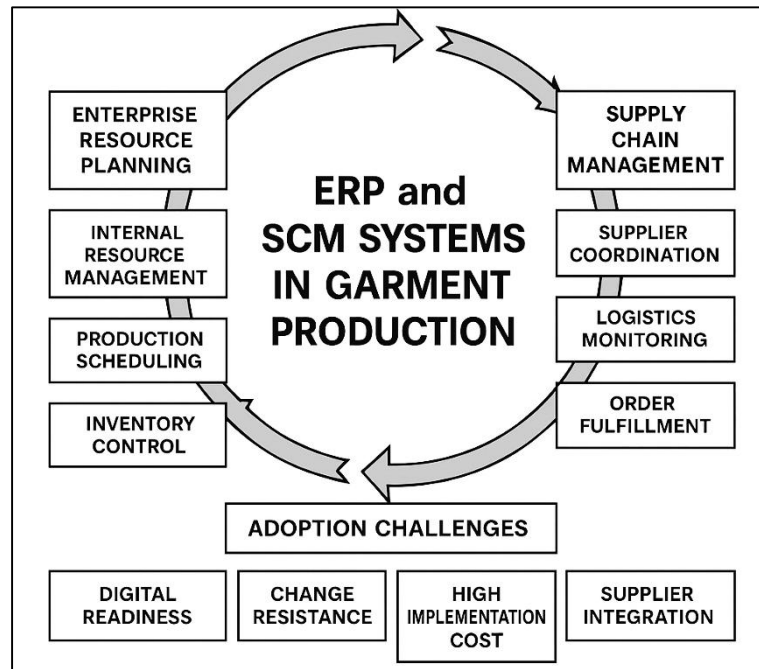 ENTERPRISE
RESOURCE
PLANNING
INTERNAL
RESOURCE
MANAGEMENT
PRODUCTION
SCHEDULING
INVENTORY
CONTROL
ERP and
SCM SYSTEMS
IN GARMENT
PRODUCTION
SUPPLY
CHAIN
MANAGEMENT
SUPPLIER
COORDINATION
LOGISTICS
MONITORING
ORDER
FULFILLMENT
ADOPTION CHALLENGES
DIGITAL
READINESS
CHANGE
RESISTANCE
HIGH
IMPLEMENTATION
COST
SUPPLIER
INTEGRATION